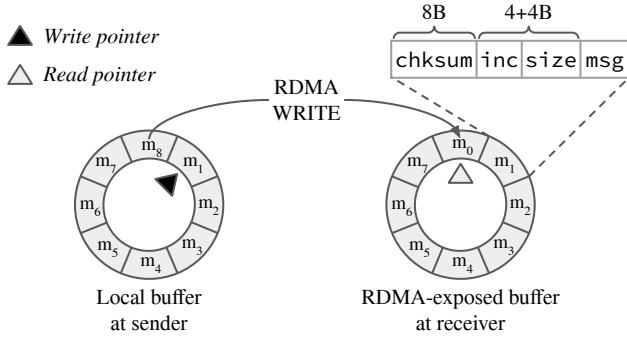 8B 4+4B
Write pointer
chksum inc size msg
Read pointer
RDMA
WRITE
m8
m1
m2
m3
m4
m5
m6
m7
m0
m1
m2
m3
m4
m5
m6
m7
Local buffer
at sender
RDMA-exposed buffer
at receiver